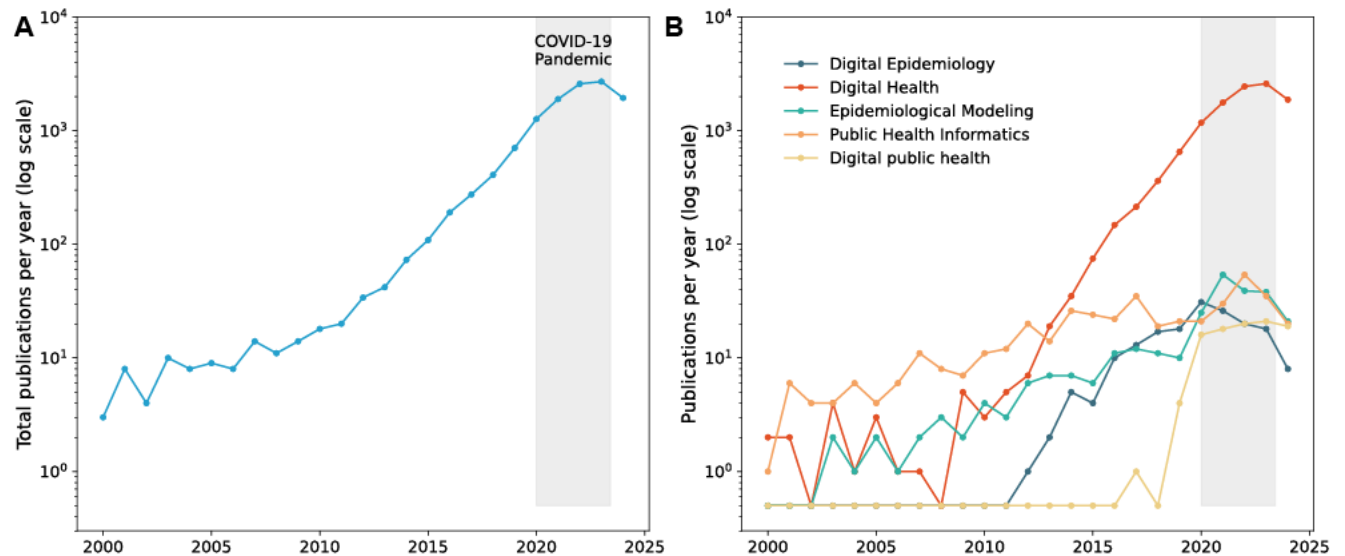 A
Total publications per year (log scale)
10⁴
10³
10²
10¹
10⁰
COVID-19
Pandemic
2000 2005 2010 2015 2020 2025
B
Publications per year (log scale)
10⁴
10³
10²
10¹
10⁰
Digital Epidemiology
Digital Health
Epidemiological Modeling
Public Health Informatics
Digital public health
2000 2005 2010 2015 2020 2025